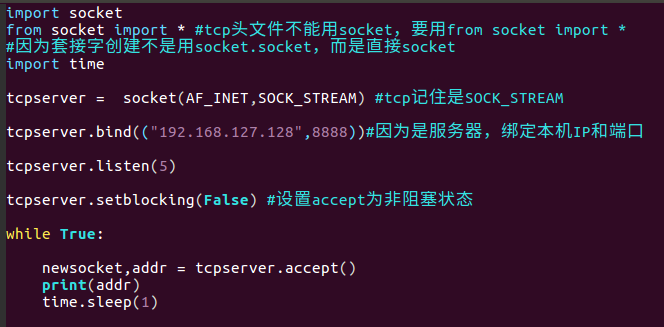 import socket
from socket import * #tcp头文件不能用socket，要用from socket import *
#因为套接字创建不是用socket.socket，而是直接socket
import time
tcpserver =  socket(AF_INET,SOCK_STREAM) #tcp记住是SOCK_STREAM
tcpserver.bind(("192.168.127.128",8888))#因为是服务器，绑定本机IP和端口
tcpserver.listen(5)
tcpserver.setblocking(False) #设置accept为非阻塞状态
while True:
    newsocket,addr = tcpserver.accept()
    print(addr)
    time.sleep(1)